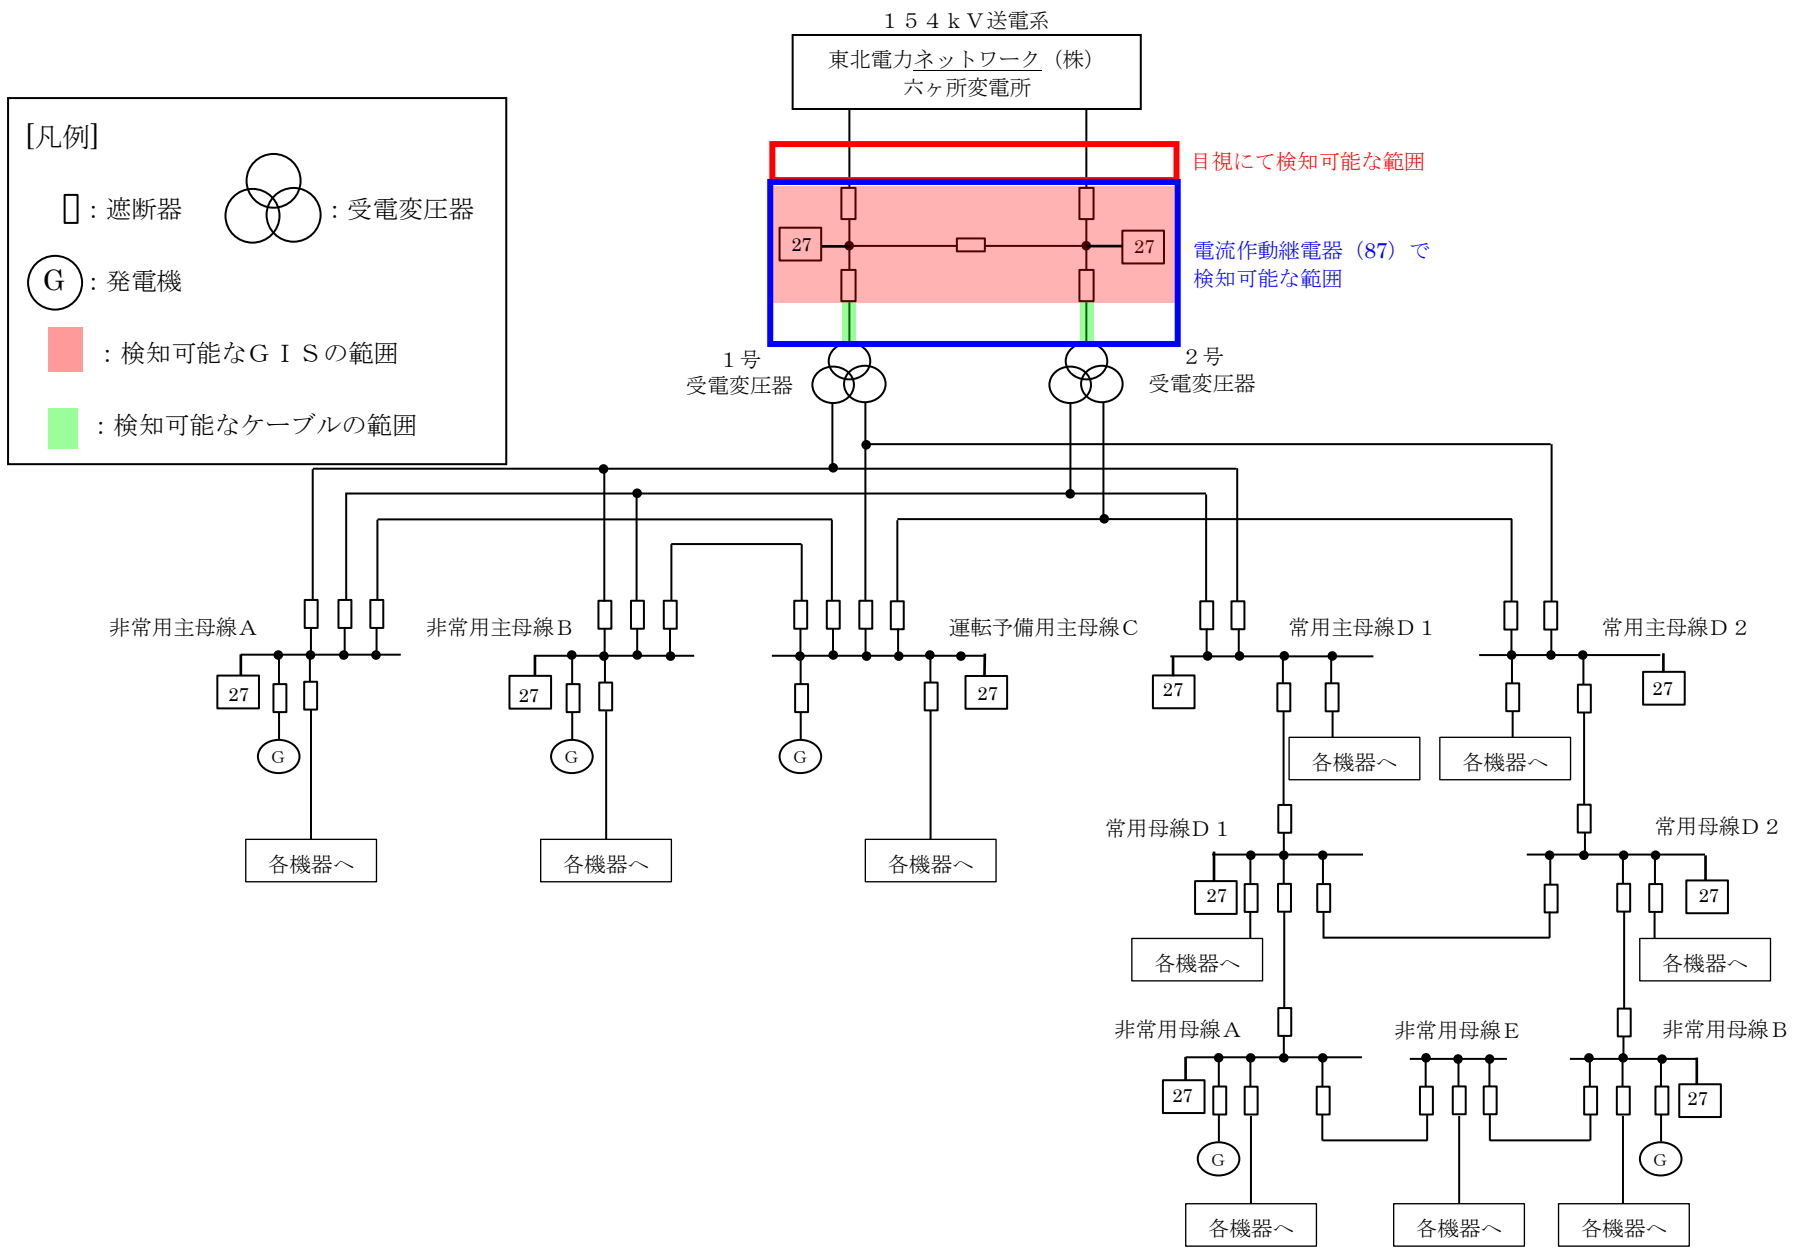 １５４ｋＶ送電系
東北電力ネットワーク（株）
六ヶ所変電所
[凡例]
：遮断器
：受電変圧器
G
：発電機
：検知可能なＧＩＳの範囲
：検知可能なケーブルの範囲
目視にて検知可能な範囲
27
27
電流作動継電器（87）で
検知可能な範囲
１号
受電変圧器
２号
受電変圧器
非常用主母線Ａ
非常用主母線Ｂ
運転予備用主母線Ｃ
常用主母線Ｄ１
常用主母線Ｄ２
27
27
27
27
27
G
G
G
各機器へ
各機器へ
各機器へ
各機器へ
各機器へ
常用母線Ｄ１
常用母線Ｄ２
27
27
各機器へ
各機器へ
非常用母線Ａ
非常用母線Ｅ
非常用母線Ｂ
27
27
G
G
各機器へ
各機器へ
各機器へ